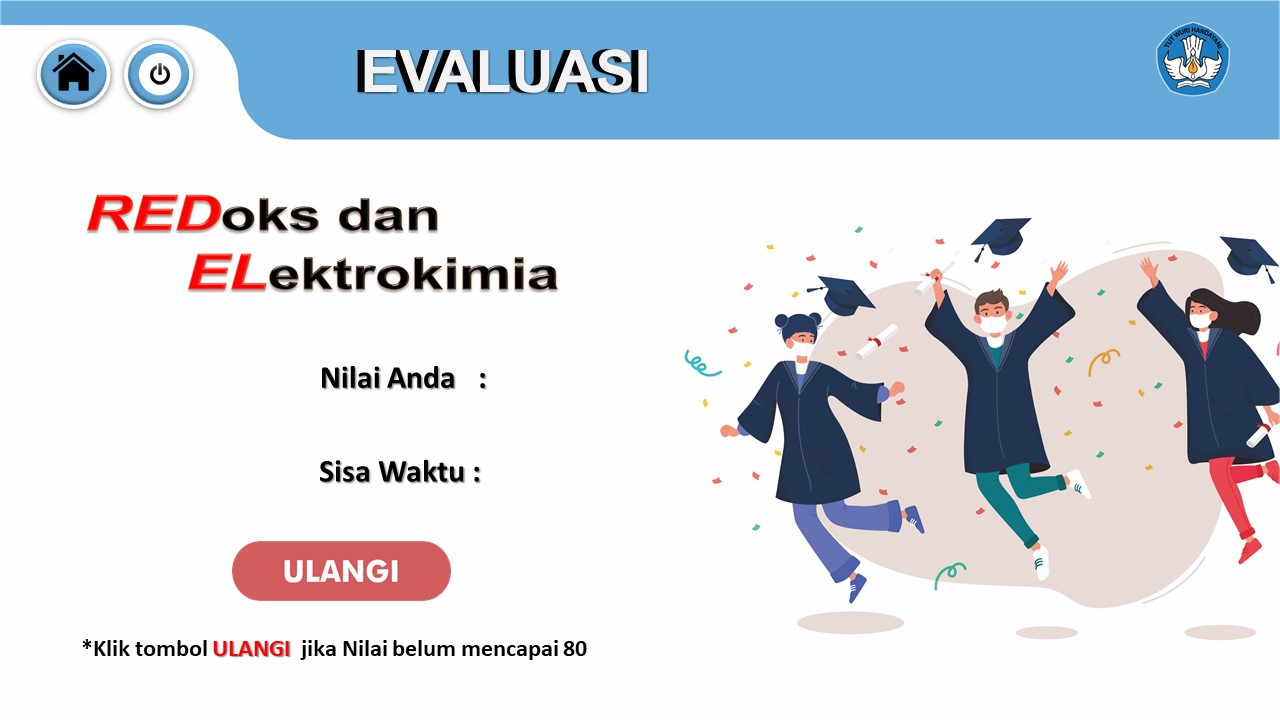 EVALUASI
TUT WURI HANDAYANI
REDoks dan
ELektrokimia
Nilai Anda :
Sisa Waktu :
ULANGI
*Klik tombol ULANGI jika Nilai belum mencapai 80